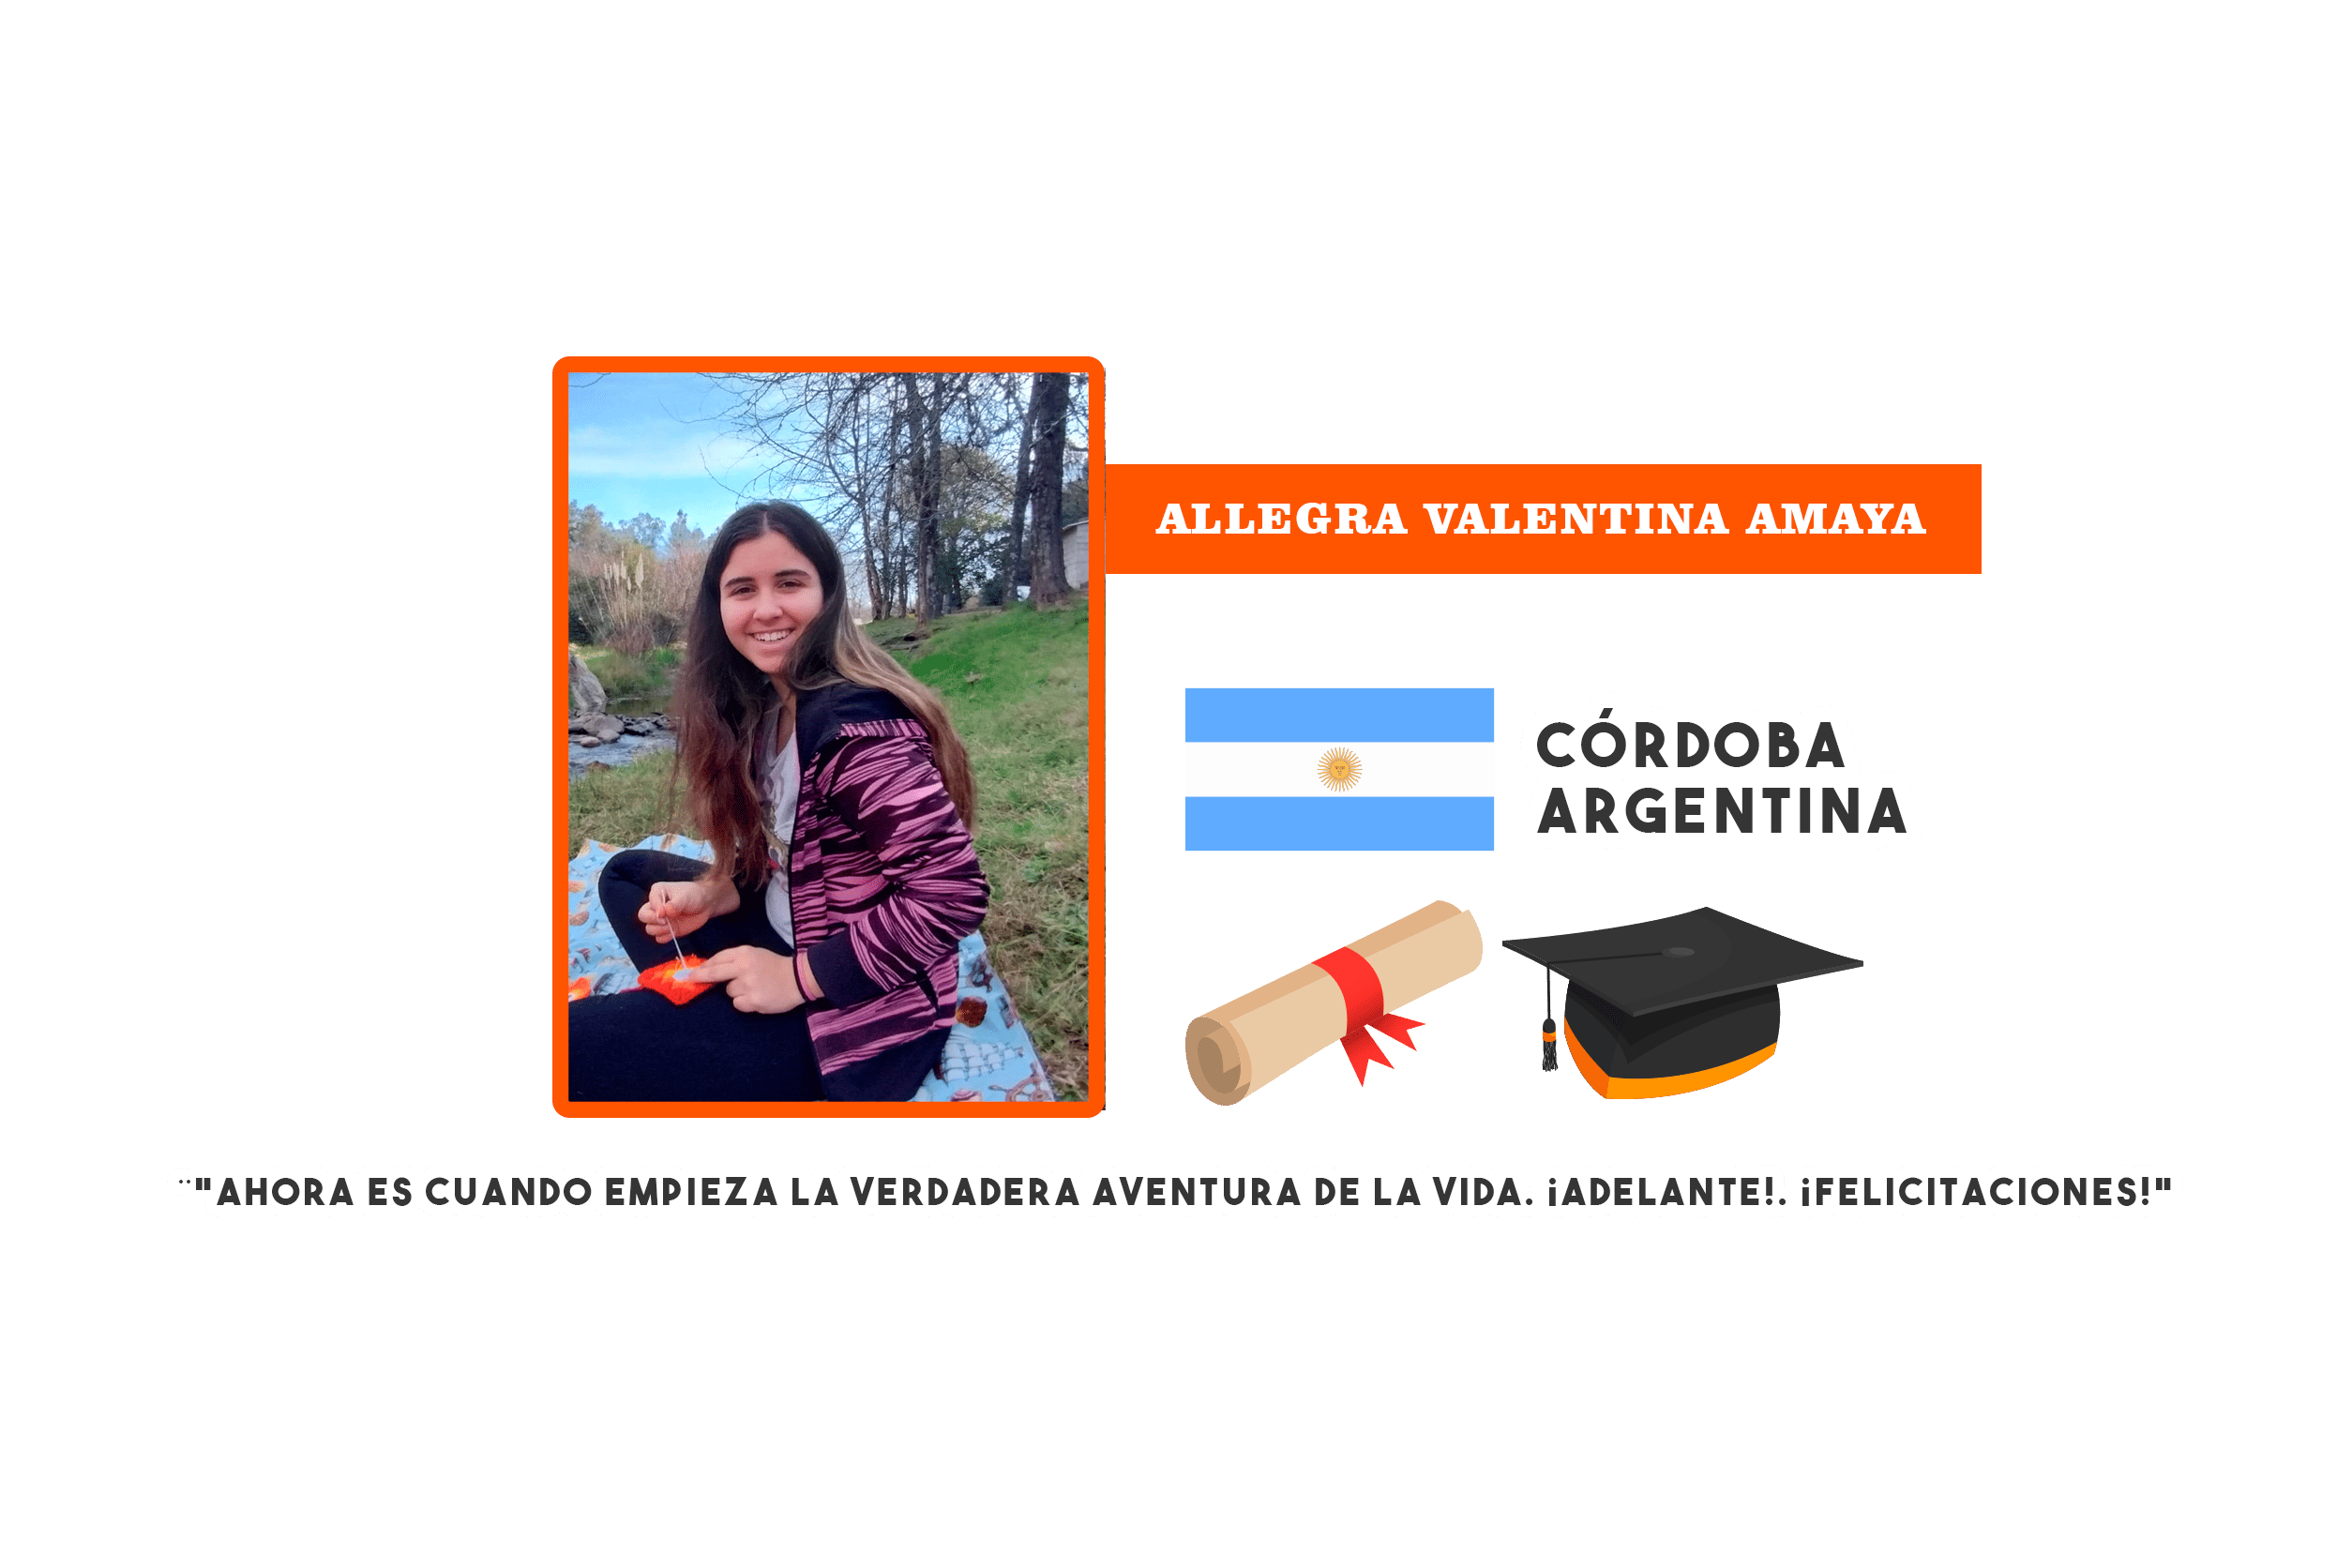 ALLEGRA VALENTINA AMAYA
CÓRDOBA
ARGENTINA
¨"AHORA ES CUANDO EMPIEZA LA VERDADERA AVENTURA DE LA VIDA. ¡ADELANTE!. ¡FELICITACIONES!"